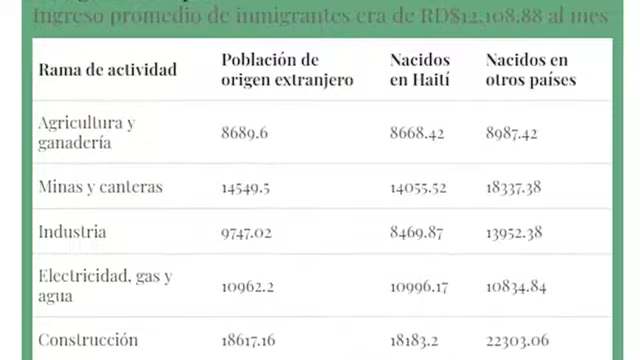 Ingreso promedio de inmigrantes era de RD$12,108.88 al mes
Rama de actividad
Población de origen extranjero
Nacidos en Haití
Nacidos en otros países
Agricultura y ganadería
8689.6
8668.42
8987.42
Minas y canteras
14549.5
14055.52
18337.38
Industria
9747.02
8469.87
13952.38
Electricidad, gas y agua
10962.2
10996.17
10834.84
Construcción
18617.16
18183.2
22303.06